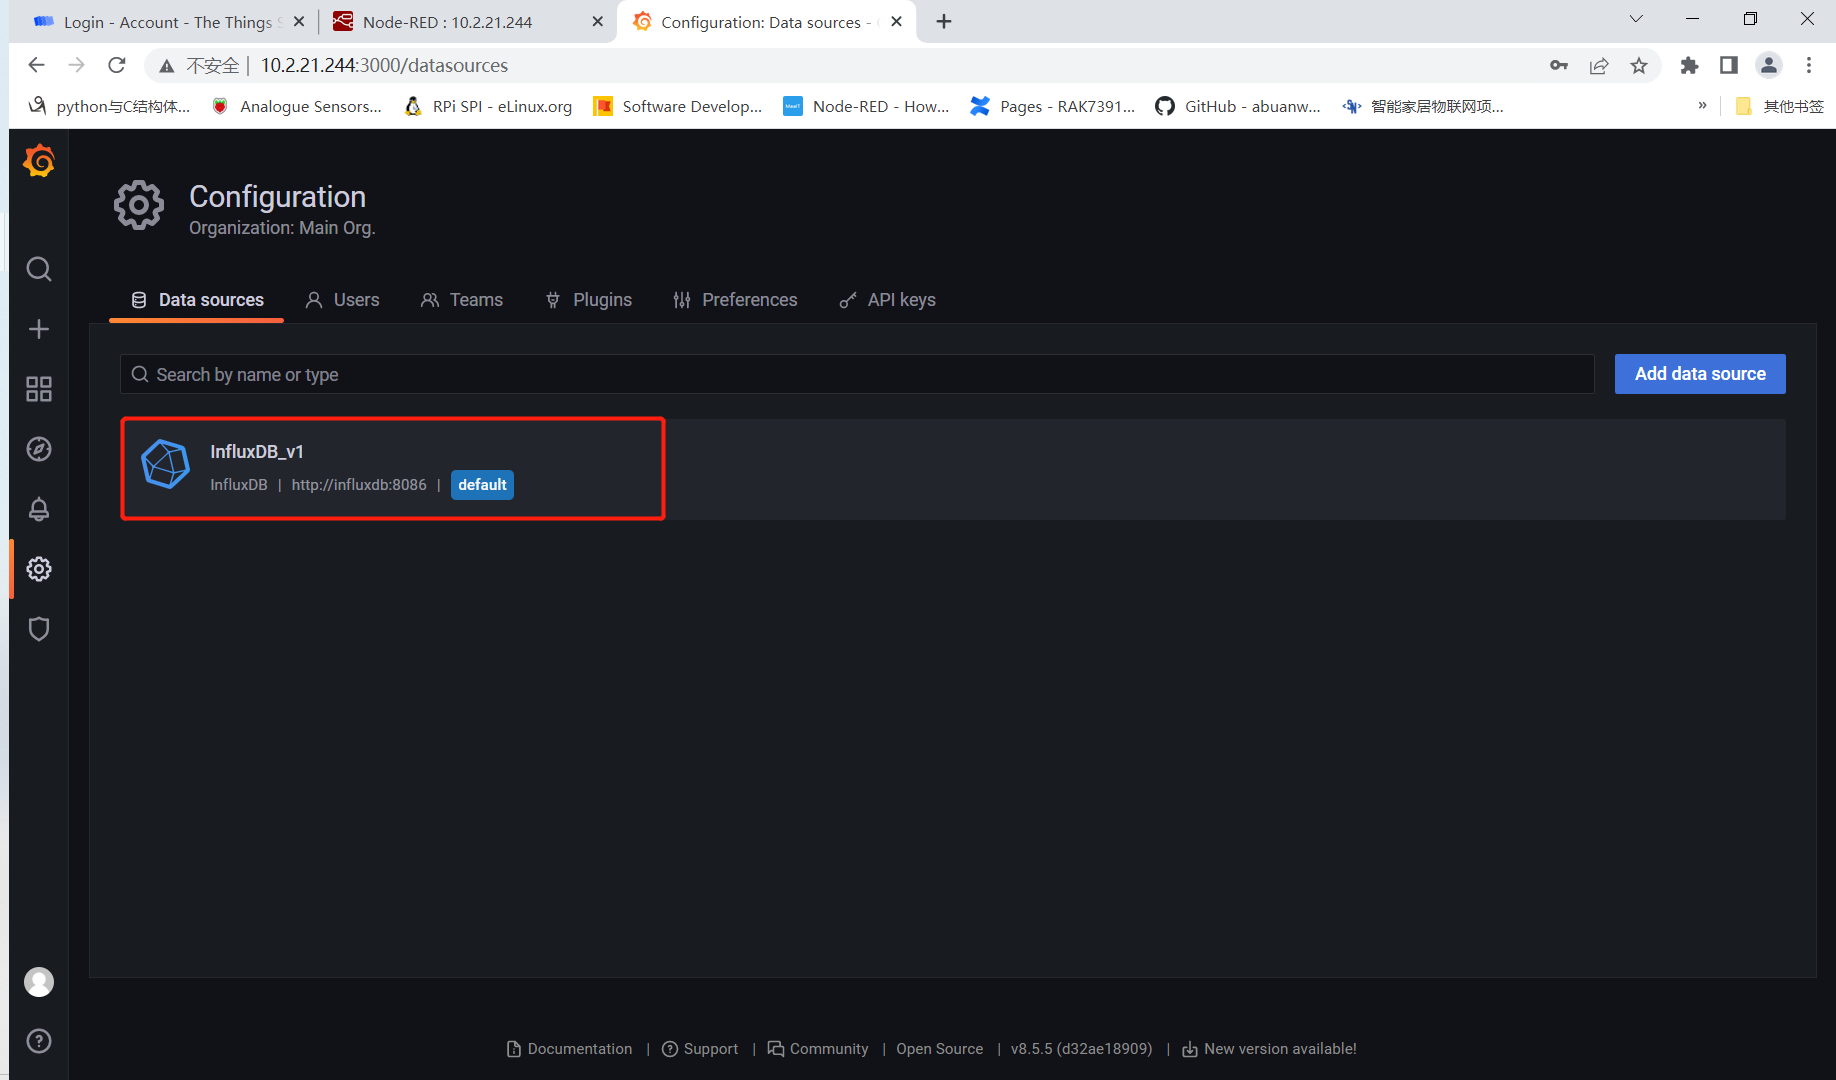 Login - Account - The Things S
Node-RED : 10.2.21.244
Configuration: Data sources -
不安全 | 10.2.21.244:3000/datasources
python与C结构体...
Analogue Sensors...
RPi SPI - eLinux.org
Software Develop...
Node-RED - How...
Pages - RAK7391...
GitHub - abuanw...
智能家居物联网项...
»
其他书签
Configuration
Organization: Main Org.
Data sources
Users
Teams
Plugins
Preferences
API keys
Search by name or type
Add data source
InfluxDB_v1
InfluxDB | http://influxdb:8086 | default
Documentation | Support | Community | Open Source | v8.5.5 (d32ae18909) | New version available!